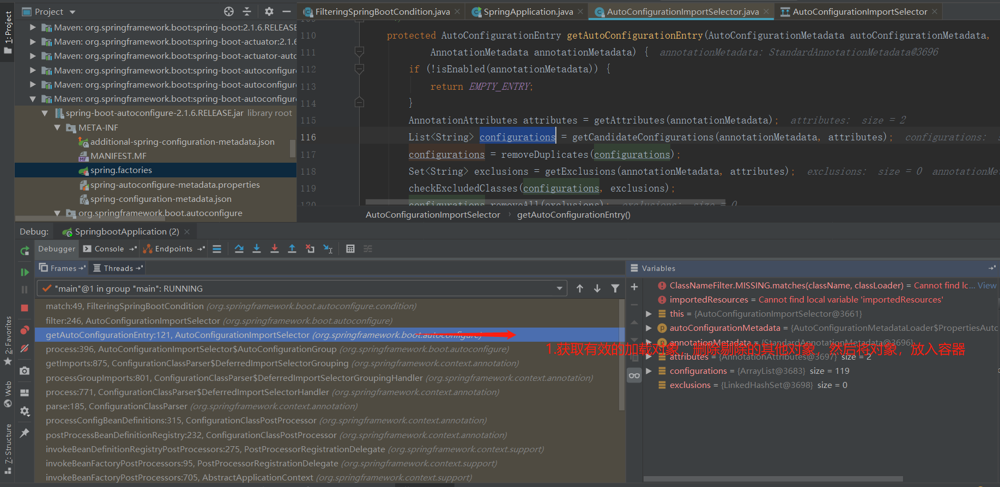 Project
FilteringSpringBootCondition.java
SpringApplication.java
AutoConfigurationImportSelector.java
AutoConfigurationImportSelector
1: Project
Maven: org.springframework.boot:spring-boot:2.1.6.RELEASE
Maven: org.springframework.boot:spring-boot-actuator:2.1.6
Maven: org.springframework.boot:spring-boot-actuator-auto
Maven: org.springframework.boot:spring-boot-autoconfigure
Maven: org.springframework.boot:spring-boot-autoconfigur
Maven: org.springframework.boot:spring-boot-autoconfigur
spring-boot-autoconfigure-2.1.6.RELEASE.jar library root
META-INF
additional-spring-configuration-metadata.json
MANIFEST.MF
spring.factories
spring-autoconfigure-metadata.properties
spring-configuration-metadata.json
org.springframework.boot.autoconfigure
110 protected AutoConfigurationEntry getAutoConfigurationEntry(AutoConfigurationMetadata autoConfigurationMetadata,
111 AnnotationMetadata annotationMetadata) { annotationMetadata: StandardAnnotationMetadata@3696
112 if (!isEnabled(annotationMetadata)) {
113 return EMPTY_ENTRY;
114 }
115 AnnotationAttributes attributes = getAttributes(annotationMetadata); attributes: size = 2
116 List<String> configurations = getCandidateConfigurations(annotationMetadata, attributes); configurations:
117 configurations = removeDuplicates(configurations);
118 Set<String> exclusions = getExclusions(annotationMetadata, attributes); exclusions: size = 0 annotationMe
119 checkExcludedClasses(configurations, exclusions);
120 configurations.removeAll(exclusions); exclusions: size = 0
AutoConfigurationImportSelector › getAutoConfigurationEntry()
Debug: SpringbootApplication (2)
Debugger Console Endpoints
Frames Threads
"main"@1 in group "main": RUNNING
match:49, FilteringSpringBootCondition (org.springframework.boot.autoconfigure.condition)
filter:246, AutoConfigurationImportSelector (org.springframework.boot.autoconfigure)
getAutoConfigurationEntry:121, AutoConfigurationImportSelector (org.springframework.boot.autoconfigure)
process:396, AutoConfigurationImportSelector$AutoConfigurationGroup (org.springframework.boot.autoconfigure)
getImports:875, ConfigurationClassParser$DeferredImportSelectorGrouping (org.springframework.context.annotation)
processGroupImports:801, ConfigurationClassParser$DeferredImportSelectorGroupingHandler (org.springframework.context.annotation)
process:771, ConfigurationClassParser$DeferredImportSelectorHandler (org.springframework.context.annotation)
parse:185, ConfigurationClassParser (org.springframework.context.annotation)
processConfigBeanDefinitions:315, ConfigurationClassPostProcessor (org.springframework.context.annotation)
postProcessBeanDefinitionRegistry:232, ConfigurationClassPostProcessor (org.springframework.context.annotation)
invokeBeanDefinitionRegistryPostProcessors:275, PostProcessorRegistrationDelegate (org.springframework.context.support)
invokeBeanFactoryPostProcessors:95, PostProcessorRegistrationDelegate (org.springframework.context.support)
invokeBeanFactoryPostProcessors:705, AbstractApplicationContext (org.springframework.context.support)
Variables
ClassNameFilter.MISSING.matches(className, classLoader) = Cannot find lc... View
importedResources = Cannot find local variable 'importedResources'
this = {AutoConfigurationImportSelector@3661}
autoConfigurationMetadata = {AutoConfigurationMetadataLoader$PropertiesAutc
annotationMetadata = {StandardAnnotationMetadata@3696}
1.获取有效的加载对象，删除剔除的其他对象，然后将对象，放入容器
attributes = {AnnotationAttributes@3697} size = 2
configurations = {ArrayList@3683} size = 119
exclusions = {LinkedHashSet@3698} size = 0
2: Favorites
Web
7: Structure